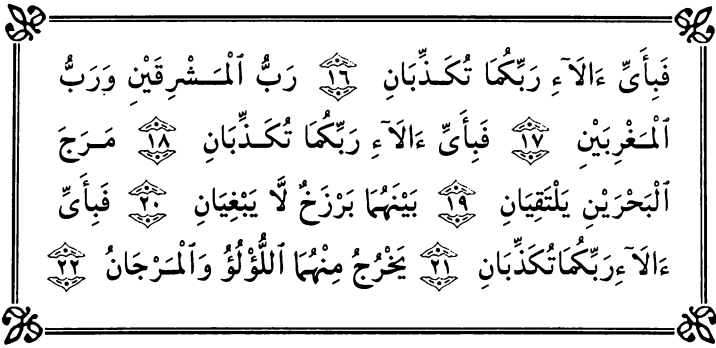 فَبِأَيِّ ءَالَآءِ رَبِّكُمَا تُكَذِّبَانِ ١٦ رَبُّ ٱلْمَشْرِقَيْنِ وَرَبُّ
ٱلْمَغْرِبَيْنِ ١٧ فَبِأَيِّ ءَالَآءِ رَبِّكُمَا تُكَذِّبَانِ ١٨ مَرَجَ
ٱلْبَحْرَيْنِ يَلْتَقِيَانِ ١٩ بَيْنَهُمَا بَرْزَخٌ لَّا يَبْغِيَانِ ٢٠ فَبِأَيِّ
ءَالَآءِ رَبِّكُمَا تُكَذِّبَانِ ٢١ يَخْرُجُ مِنْهُمَا ٱللُّؤْلُؤُ وَٱلْمَرْجَانُ ٢٢